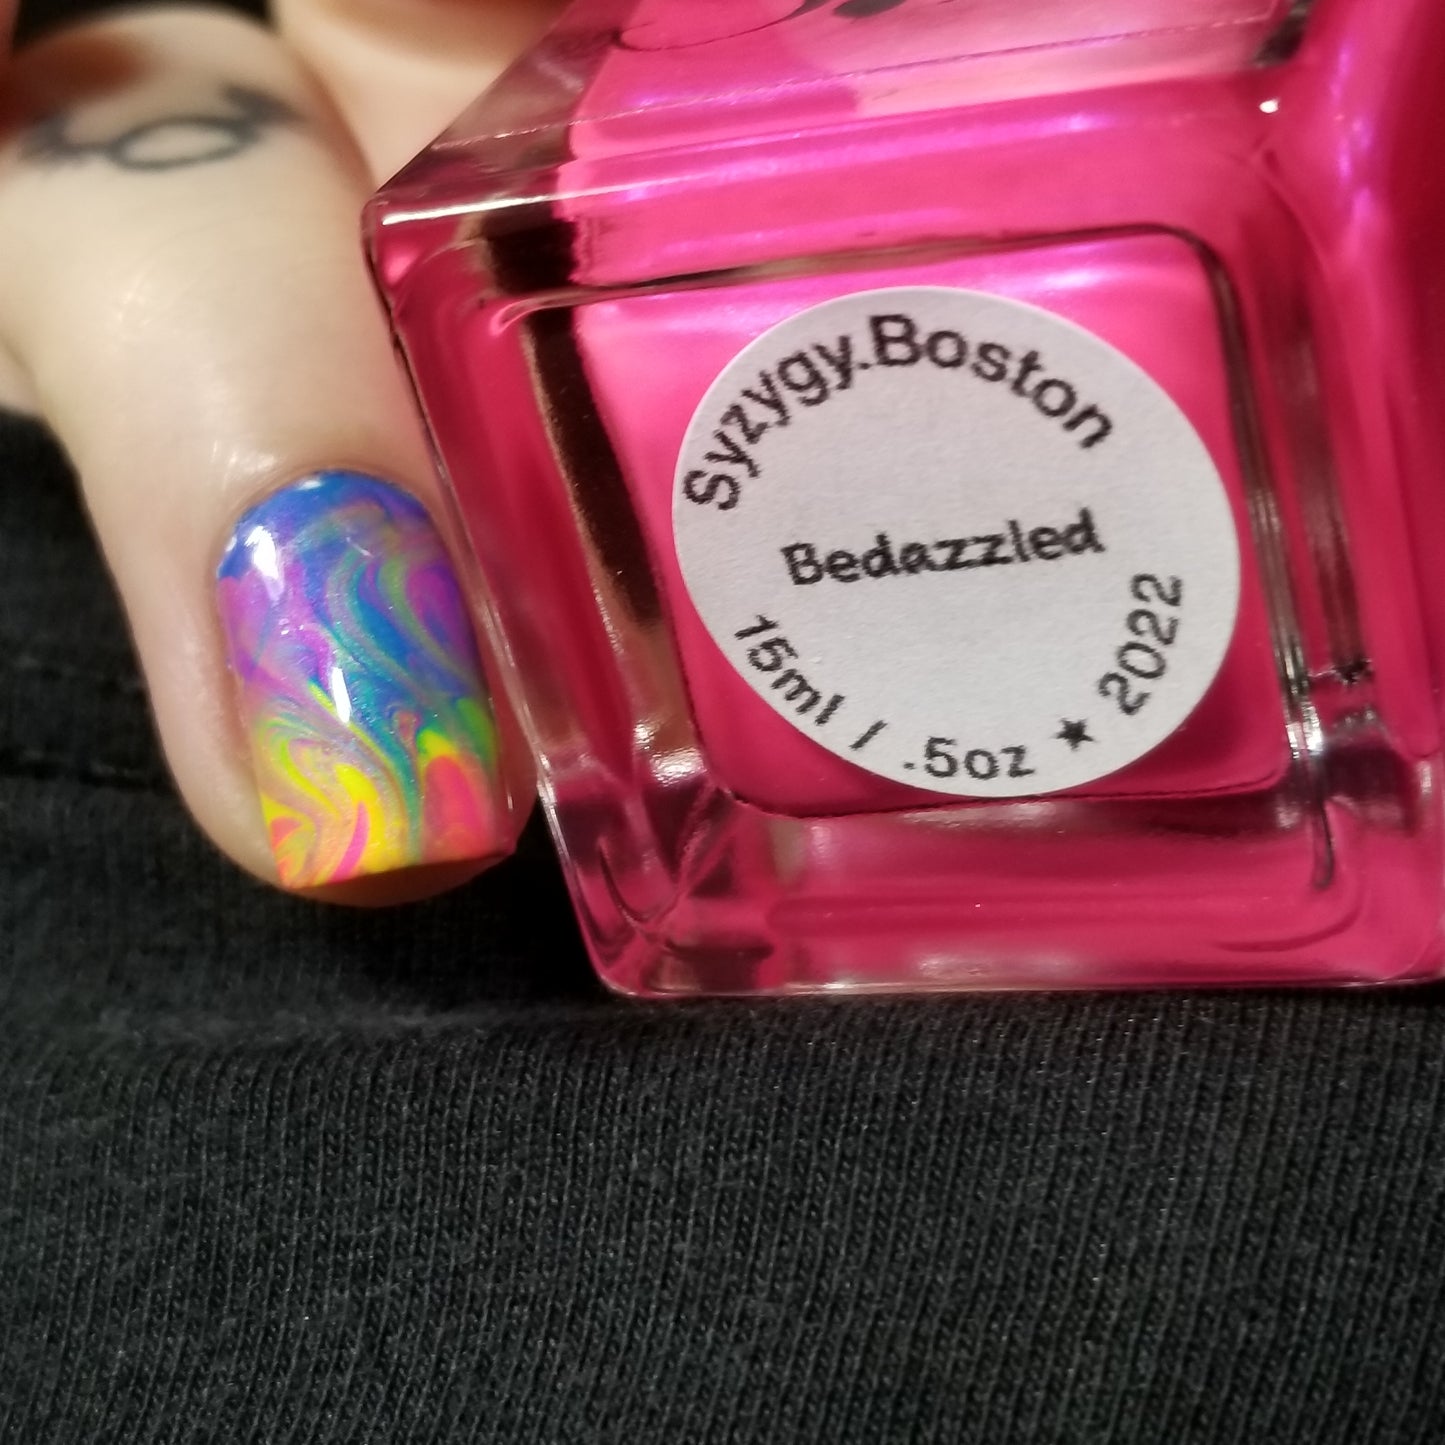 Syzygy.Boston
Bedazzled
15ml / .5oz ★ 2022